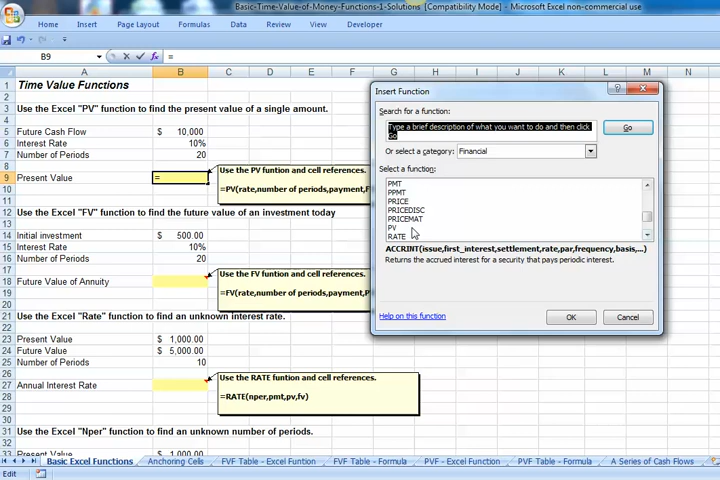 Basic-Time-Value-of-Money-Functions-1-Solutions [Compatibility Mode] - Microsoft Excel non-commercial use
Home Insert Page Layout Formulas Data Review View Developer
B9 =
A B C D E F G H I J K L M N
1 Time Value Functions
2
3 Use the Excel "PV" function to find the present value of a single amount.
5 Future Cash Flow $ 10,000
6 Interest Rate 10%
7 Number of Periods 20
8
9 Present Value =
Use the PV funtion and cell references.
=PV(rate,number of periods,payment,F
10
11
12 Use the "FV" function to find the future value of an investment today
14 Initial investment $ 500.00
15 Interest Rate 10%
16 Number of Periods 20
18 Future Value of Annuity
Use the FV funtion and cell references.
=FV(rate,number of periods,payment,P
19
20
21 Use Excel "Rate" function to find an unknown interest rate.
23 Present Value $ 1,000.00
24 Future Value $ 5,000.00
25 Number of Periods 10
27 Annual Interest Rate
Use the RATE funtion and cell references.
=RATE(nper,pmt,pv,fv)
28
29
31 Use the Excel "Nper" function to find an unknown number of periods.
33 Present Value $ 1,000.00
Insert Function
Search for a function:
Type a brief description of what you want to do and then click
Go
Go
Or select a category: Financial
Select a function:
PMT
PPMT
PRICE
PRICEDISC
PRICEMAT
PV
RATE
ACCRINT(issue,first_interest,settlement,rate,par,frequency,basis,...)
Returns the accrued interest for a security that pays periodic interest.
Help on this function OK Cancel
Basic Excel Functions Anchoring Cells FVF Table - Excel Funtion FVF Table - Formula PVF - Excel Function PVF Table - Formula A Series of Cash Flows
Edit